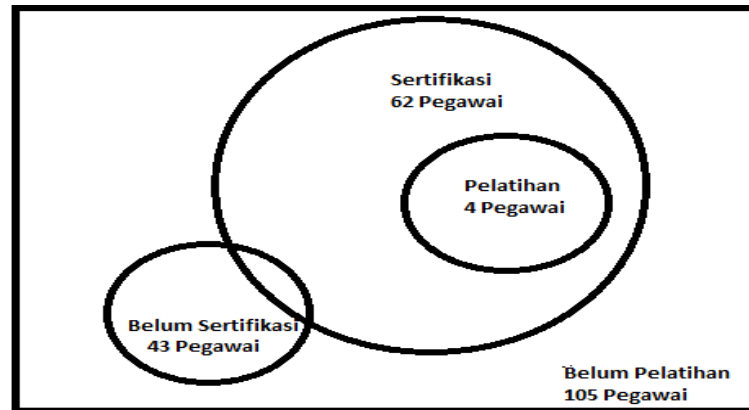 Sertifikasi
62 Pegawai
Pelatihan
4 Pegawai
Belum Sertifikasi
43 Pegawai
Belum Pelatihan
105 Pegawai